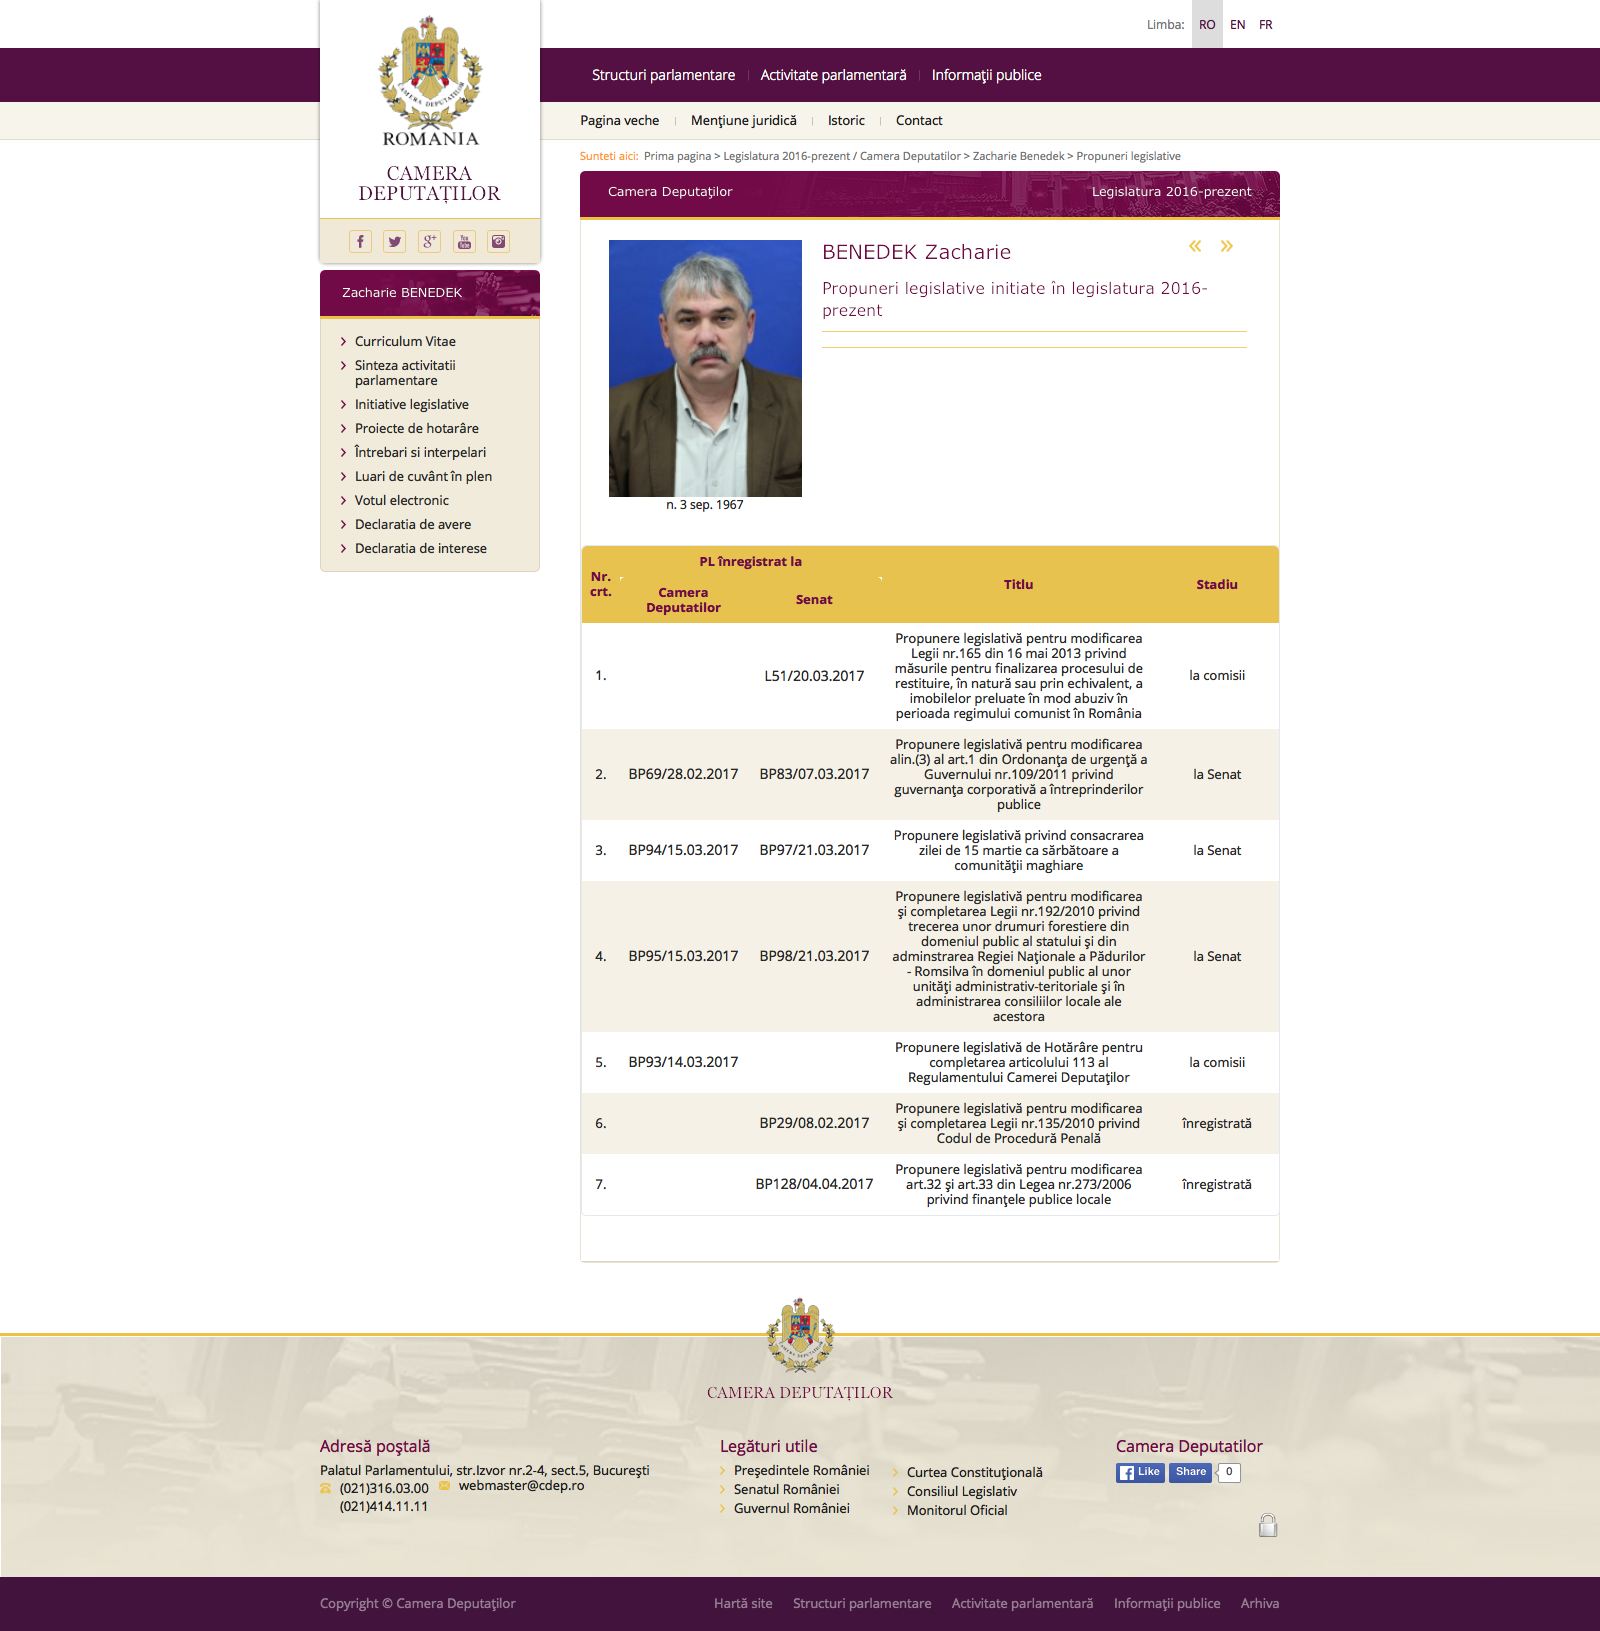 Limba: RO EN FR
Structuri parlamentare Activitate parlamentară Informaţii publice
CAMERA DEPUTAŢILOR
ROMANIA
CAMERA
DEPUTAŢILOR
Pagina veche Menţiune juridică Istoric Contact
Sunteti aici: Prima pagina > Legislatura 2016-prezent / Camera Deputatilor > Zacharie Benedek > Propuneri legislative
Camera Deputaţilor Legislatura 2016-prezent
Zacharie BENEDEK
Curriculum Vitae
Sinteza activitatii
parlamentare
Initiative legislative
Proiecte de hotarâre
Întrebari si interpelari
Luari de cuvânt în plen
Votul electronic
Declaratia de avere
Declaratia de interese
BENEDEK Zacharie « »
Propuneri legislative initiate în legislatura 2016-
prezent
n. 3 sep. 1967
Nr.
crt.
PL înregistrat la
Camera
Deputatilor
Senat
Titlu
Stadiu
1. L51/20.03.2017
Propunere legislativă pentru modificarea
Legii nr.165 din 16 mai 2013 privind
măsurile pentru finalizarea procesului de
restituire, în natură sau prin echivalent, a
imobilelor preluate în mod abuziv în
perioada regimului comunist în România
la comisii
2. BP69/28.02.2017 BP83/07.03.2017
Propunere legislativă pentru modificarea
alin.(3) al art.1 din Ordonanţa de urgenţă a
Guvernului nr.109/2011 privind
guvernanţa corporativă a întreprinderilor
publice
la Senat
3. BP94/15.03.2017 BP97/21.03.2017
Propunere legislativă privind consacrarea
zilei de 15 martie ca sărbătoare a
comunităţii maghiare
la Senat
4. BP95/15.03.2017 BP98/21.03.2017
Propunere legislativă pentru modificarea
şi completarea Legii nr.192/2010 privind
trecerea unor drumuri forestiere din
domeniul public al statului şi din
adminstrarea Regiei Naţionale a Pădurilor
- Romsilva în domeniul public al unor
unităţi administrativ-teritoriale şi în
administrarea consiliilor locale ale
acestora
la Senat
5. BP93/14.03.2017
Propunere legislativă de Hotărâre pentru
completarea articolului 113 al
Regulamentului Camerei Deputaţilor
la comisii
6. BP29/08.02.2017
Propunere legislativă pentru modificarea
şi completarea Legii nr.135/2010 privind
Codul de Procedură Penală
înregistrată
7. BP128/04.04.2017
Propunere legislativă pentru modificarea
art.32 şi art.33 din Legea nr.273/2006
privind finanţele publice locale
înregistrată
CAMERA DEPUTAŢILOR
Adresă poştală
Palatul Parlamentului, str.Izvor nr.2-4, sect.5, Bucureşti
(021)316.03.00 webmaster@cdep.ro
(021)414.11.11
Legături utile
Preşedintele României
Senatul României
Guvernul României
Curtea Constituţională
Consiliul Legislativ
Monitorul Oficial
Camera Deputatilor
Like Share 0
Copyright © Camera Deputaţilor Hartă site Structuri parlamentare Activitate parlamentară Informaţii publice Arhiva